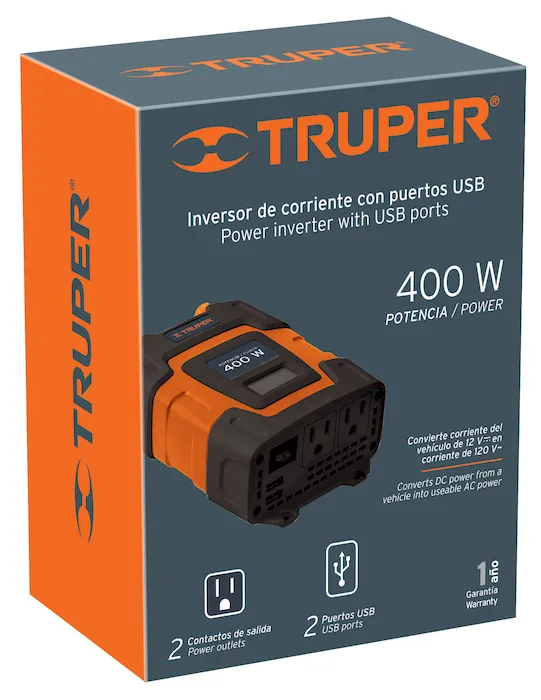 TRUPER®
Inversor de corriente con puertos USB
Power inverter with USB ports
400 W
POTENCIA / POWER
TRUPER
POTENCIA / POWER
400 W
Convierte corriente del
vehículo de 12 V⎓ en
corriente de 120 V~
Converts DC power from a
vehicle into useable AC power
2 Contactos de salida
Power outlets
2 Puertos USB
USB ports
1 año
Garantía
Warranty
TRUPER®